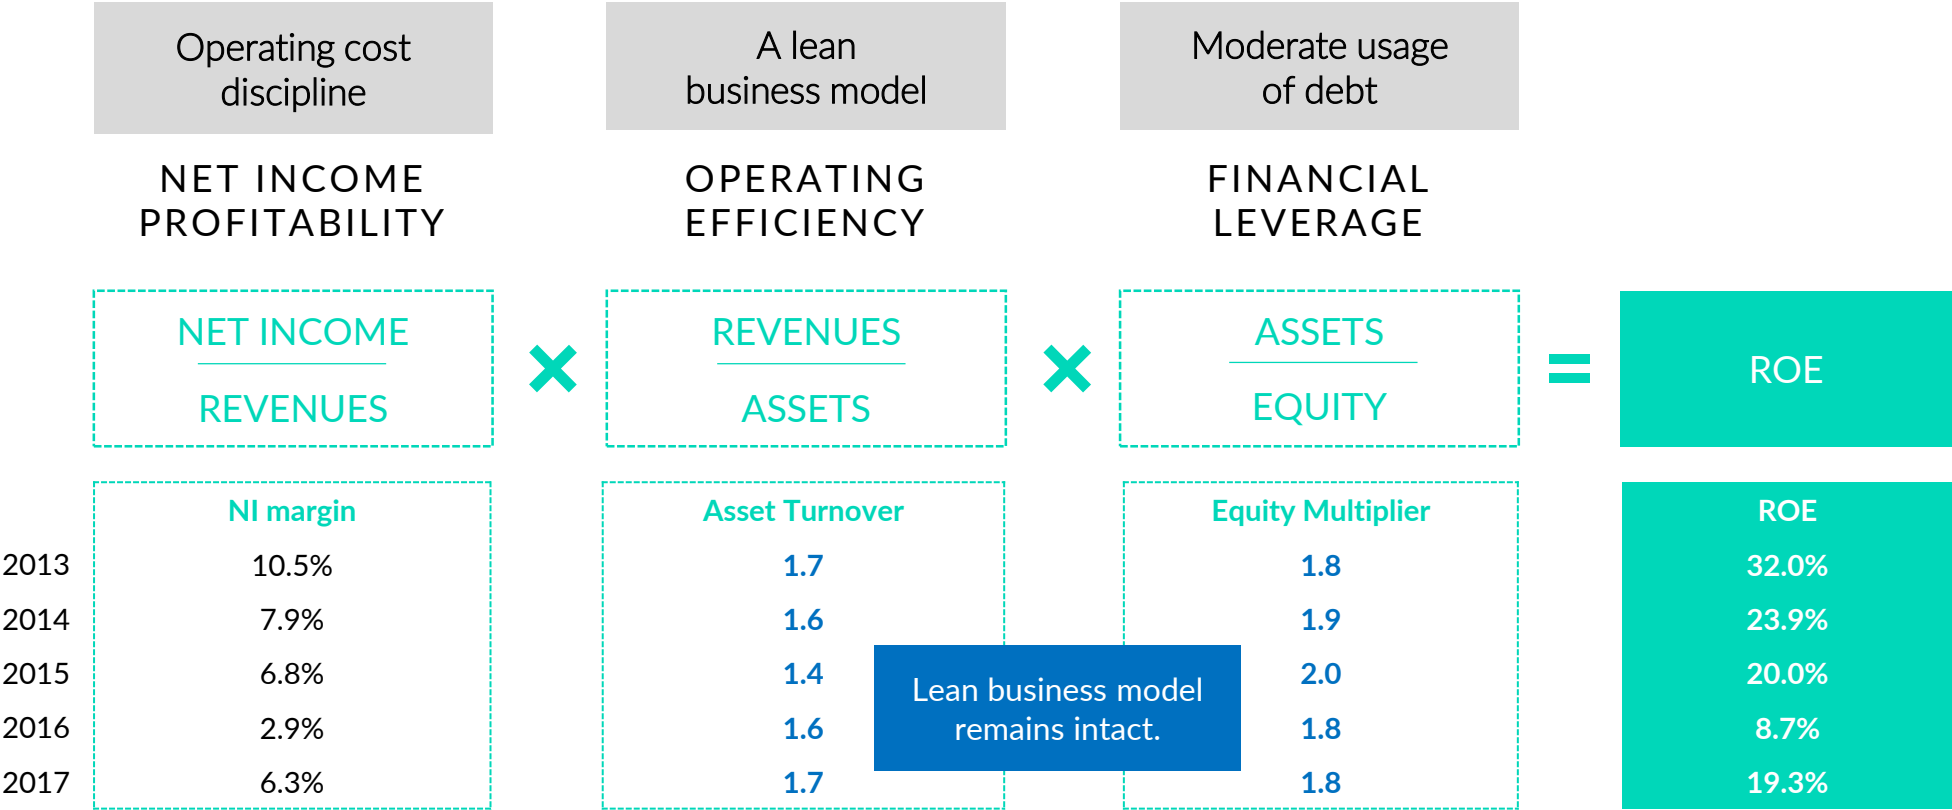 Operating cost
discipline
A lean
business model
Moderate usage
of debt
NET INCOME
PROFITABILITY
OPERATING
EFFICIENCY
FINANCIAL
LEVERAGE
NET INCOME
REVENUES
×
REVENUES
ASSETS
×
ASSETS
EQUITY
=
ROE
NI margin Asset Turnover Equity Multiplier ROE
2013 10.5% 1.7 1.8 32.0%
2014 7.9% 1.6 1.9 23.9%
2015 6.8% 1.4 2.0 20.0%
2016 2.9% 1.6 1.8 8.7%
2017 6.3% 1.7 1.8 19.3%
Lean business model
remains intact.